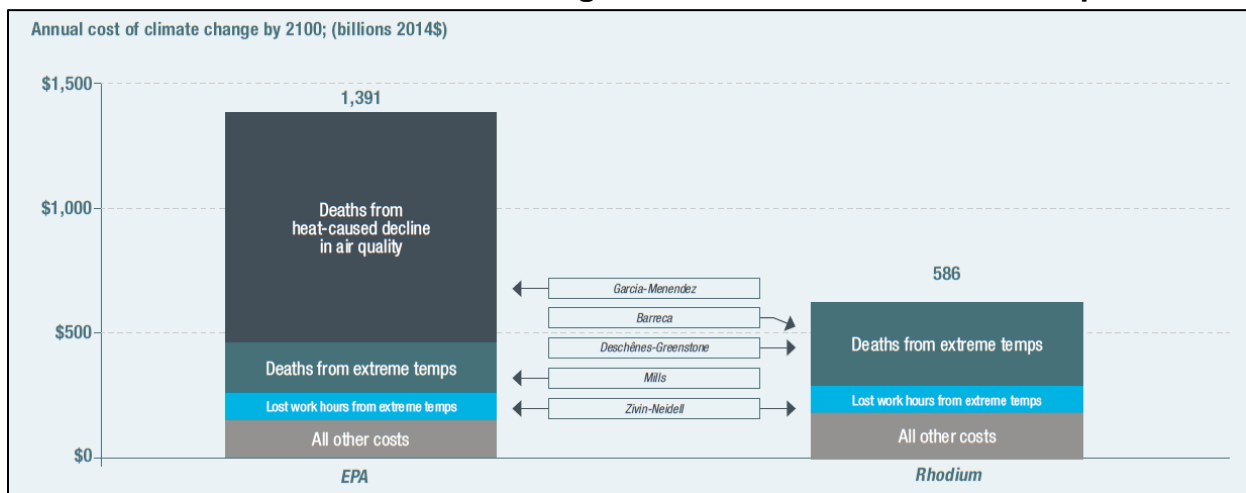 Annual cost of climate change by 2100; (billions 2014$)
$1,500
1,391
$1,000
Deaths from
heat-caused decline
in air quality
586
Garcia-Menendez
Barreca
$500
Deschênes-Greenstone
Deaths from extreme temps
Deaths from extreme temps
Mills
Lost work hours from extreme temps
Zivin-Neidell
Lost work hours from extreme temps
All other costs
All other costs
$0
EPA
Rhodium